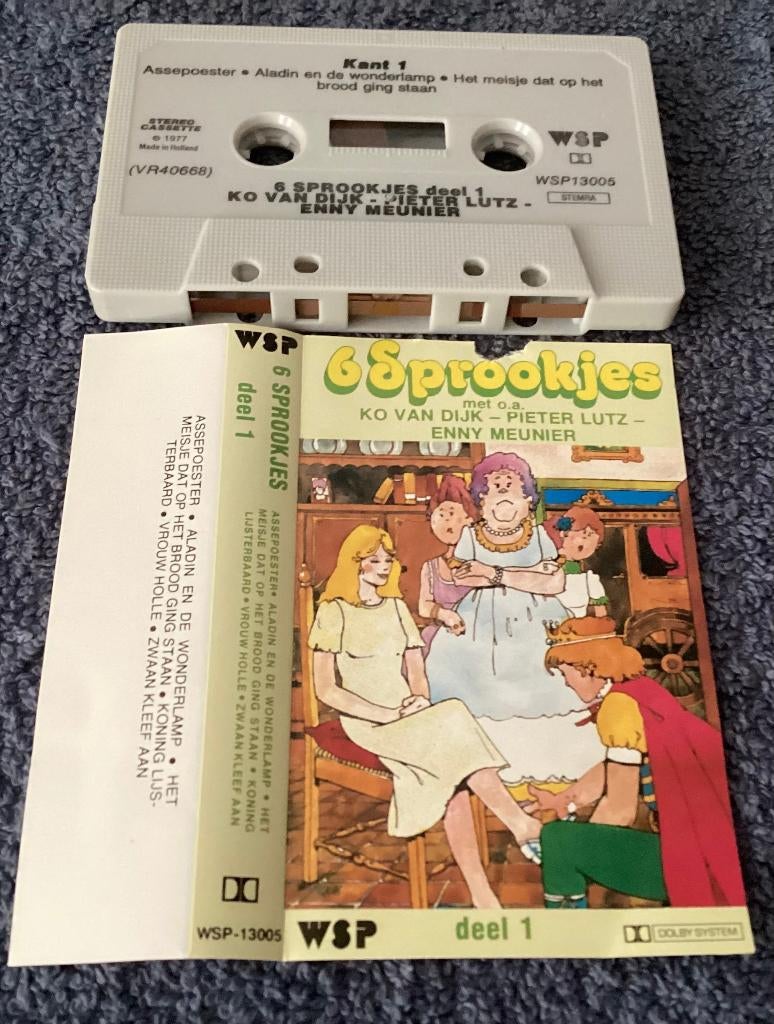 Kant 1
Assepoester • Aladin en de wonderlamp • Het meisje dat op het
brood ging staan
STEREO
CASSETTE
℗ 1977
Made in Holland
(VR40668)
WSP
WSP13005
STEMRA
6 SPROOKJES deel 1
KO VAN DIJK - PIETER LUTZ -
ENNY MEUNIER
ASSEPOESTER • ALADIN EN DE WONDERLAMP • HET
MEISJE DAT OP HET BROOD GING STAAN • KONING LIJS-
TERBAARD • VROUW HOLLE • ZWAAN KLEEF AAN
WSP
6 SPROOKJES
deel 1
ASSEPOESTER • ALADIN EN DE WONDERLAMP • HET
MEISJE DAT OP HET BROOD GING STAAN • KONING
LIJSTERBAARD • VROUW HOLLE • ZWAAN KLEEF AAN
WSP-13005
6 Sprookjes
met o.a.
KO VAN DIJK – PIETER LUTZ –
ENNY MEUNIER
WSP
deel 1
DOLBY SYSTEM